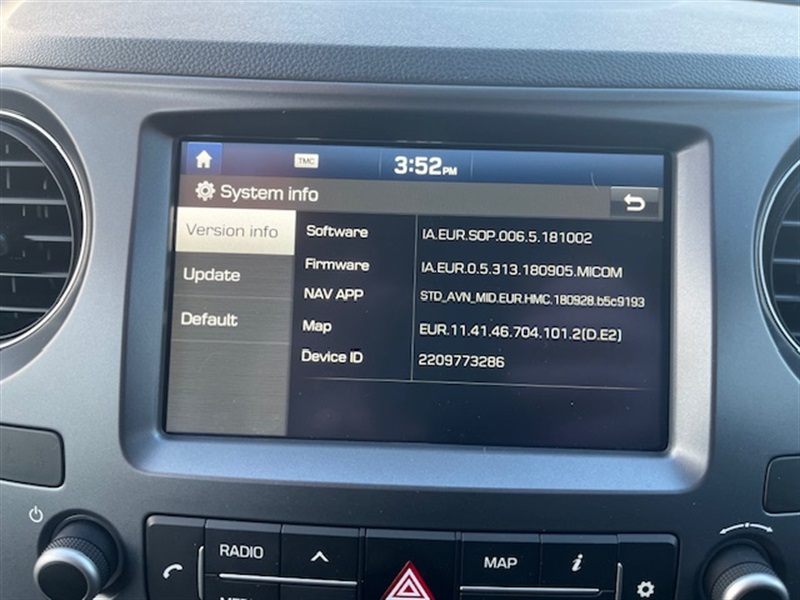 TMC 3:52 PM
System info
Version info Software IA.EUR.SOP.006.5.181002
Firmware IA.EUR.0.5.313.180905.MICOM
Update NAV APP STD_AVN_MID.EUR.HMC.180928.b5c9193
Default Map EUR.11.41.46.704.101.2(D.E2)
Device ID 2209773286
RADIO MAP i